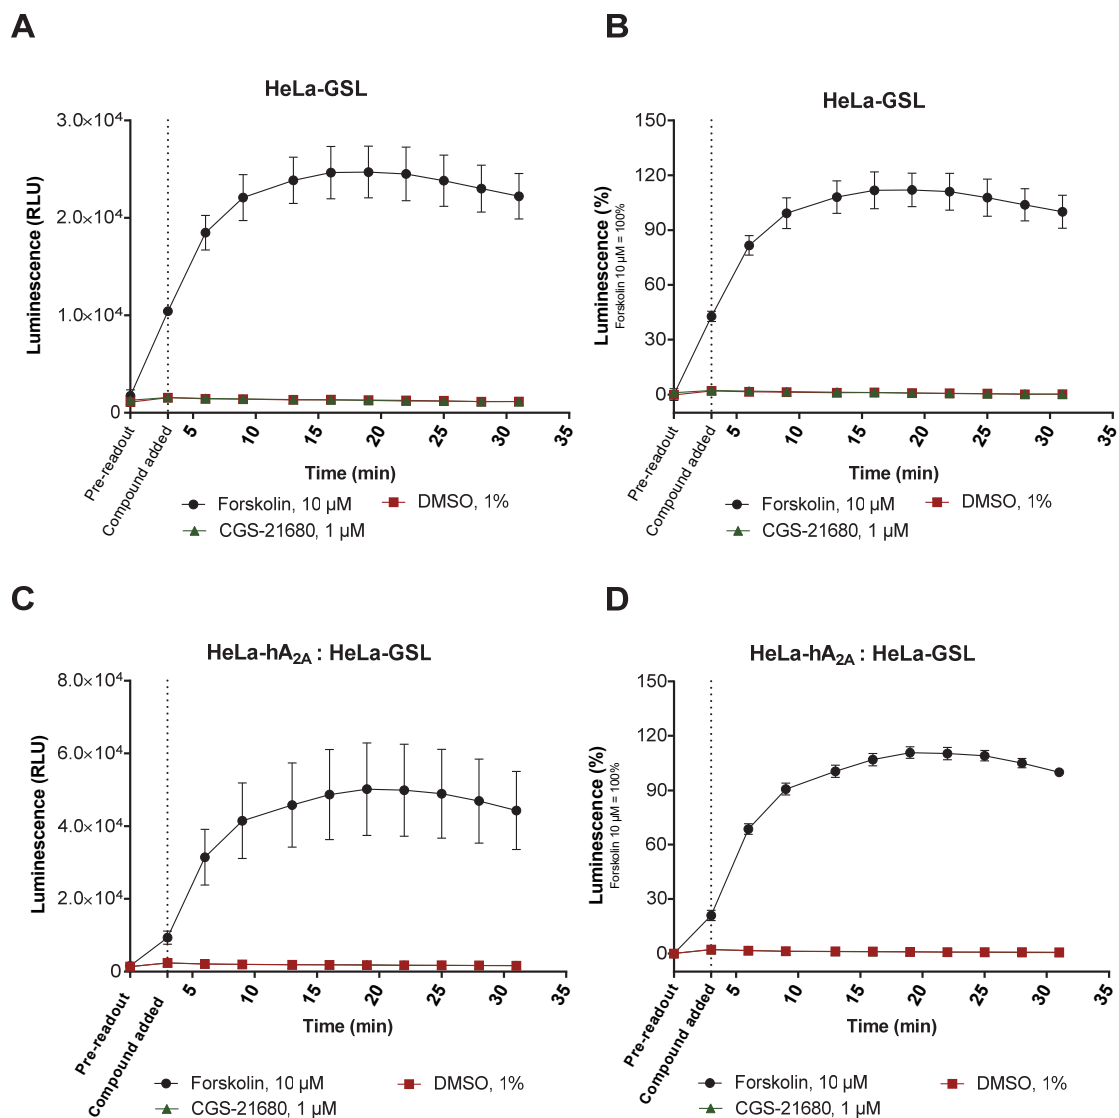 A
HeLa-GSL
Luminescence (RLU)
3.0×10⁴
2.0×10⁴
1.0×10⁴
0
Pre-readout
Compound added
5
10
15
20
25
30
35
Time (min)
Forskolin, 10 µM
DMSO, 1%
CGS-21680, 1 µM
B
HeLa-GSL
Luminescence (%)
Forskolin 10 µM = 100%
150
120
90
60
30
0
Pre-readout
Compound added
5
10
15
20
25
30
35
Time (min)
Forskolin, 10 µM
DMSO, 1%
CGS-21680, 1 µM
C
HeLa-hA₂A : HeLa-GSL
Luminescence (RLU)
8.0×10⁴
6.0×10⁴
4.0×10⁴
2.0×10⁴
0
Pre-readout
Compound added
5
10
15
20
25
30
35
Time (min)
Forskolin, 10 µM
DMSO, 1%
CGS-21680, 1 µM
D
HeLa-hA₂A : HeLa-GSL
Luminescence (%)
Forskolin 10 µM = 100%
150
120
90
60
30
0
Pre-readout
Compound added
5
10
15
20
25
30
35
Time (min)
Forskolin, 10 µM
DMSO, 1%
CGS-21680, 1 µM